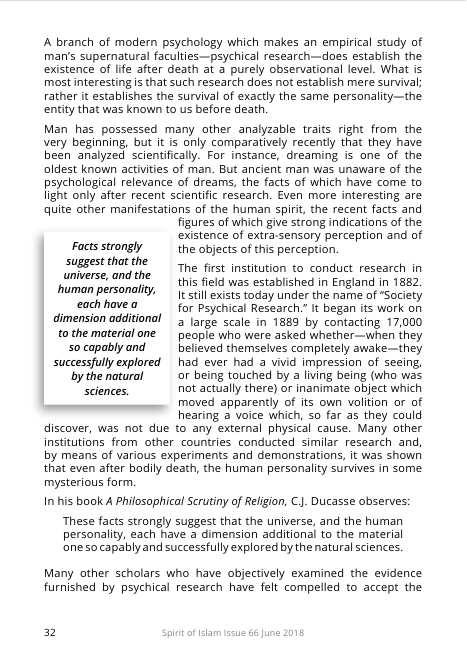 A branch of modern psychology which makes an empirical study of
man’s supernatural faculties—psychical research—does establish the
existence of life after death at a purely observational level. What is
most interesting is that such research does not establish mere survival;
rather it establishes the survival of exactly the same personality—the
entity that was known to us before death.
Man has possessed many other analyzable traits right from the
very beginning, but it is only comparatively recently that they have
been analyzed scientifically. For instance, dreaming is one of the
oldest known activities of man. But ancient man was unaware of the
psychological relevance of dreams, the facts of which have come to
light only after recent scientific research. Even more interesting are
quite other manifestations of the human spirit, the recent facts and
figures of which give strong indications of the
existence of extra-sensory perception and of
the objects of this perception.
Facts strongly
suggest that the
universe, and the
human personality,
each have a
dimension additional
to the material one
so capably and
successfully explored
by the natural
sciences.
The first institution to conduct research in
this field was established in England in 1882.
It still exists today under the name of “Society
for Psychical Research.” It began its work on
a large scale in 1889 by contacting 17,000
people who were asked whether—when they
believed themselves completely awake—they
had ever had a vivid impression of seeing,
or being touched by a living being (who was
not actually there) or inanimate object which
moved apparently of its own volition or of
hearing a voice which, so far as they could
discover, was not due to any external physical cause. Many other
institutions from other countries conducted similar research and,
by means of various experiments and demonstrations, it was shown
that even after bodily death, the human personality survives in some
mysterious form.
In his book A Philosophical Scrutiny of Religion, C.J. Ducasse observes:
These facts strongly suggest that the universe, and the human
personality, each have a dimension additional to the material
one so capably and successfully explored by the natural sciences.
Many other scholars who have objectively examined the evidence
furnished by psychical research have felt compelled to accept the
32
Spirit of Islam Issue 66 June 2018